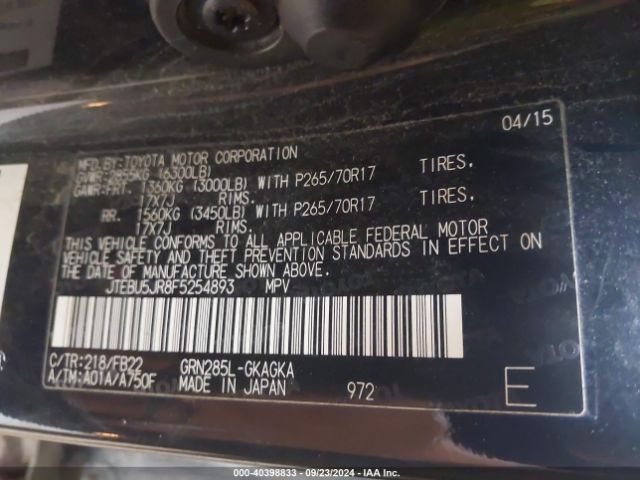 04/15
MFD.BY:TOYOTA MOTOR CORPORATION
GVWR:2855KG (6300LB)
GAWR:FRT. 1360KG (3000LB) WITH P265/70R17 TIRES,
17X7J RIMS.
RR. 1560KG (3450LB) WITH P265/70R17 TIRES,
17X7J RIMS.
THIS VEHICLE CONFORMS TO ALL APPLICABLE FEDERAL MOTOR
VEHICLE SAFETY AND THEFT PREVENTION STANDARDS IN EFFECT ON
THE DATE OF MANUFACTURE SHOWN ABOVE.
JTEBU5JR8F5254893 MPV
C/TR:218/FB22 GRN285L-GKAGKA
A/TM:A01A/A750F MADE IN JAPAN 972 E
000-40398833 - 09/23/2024 - IAA Inc.